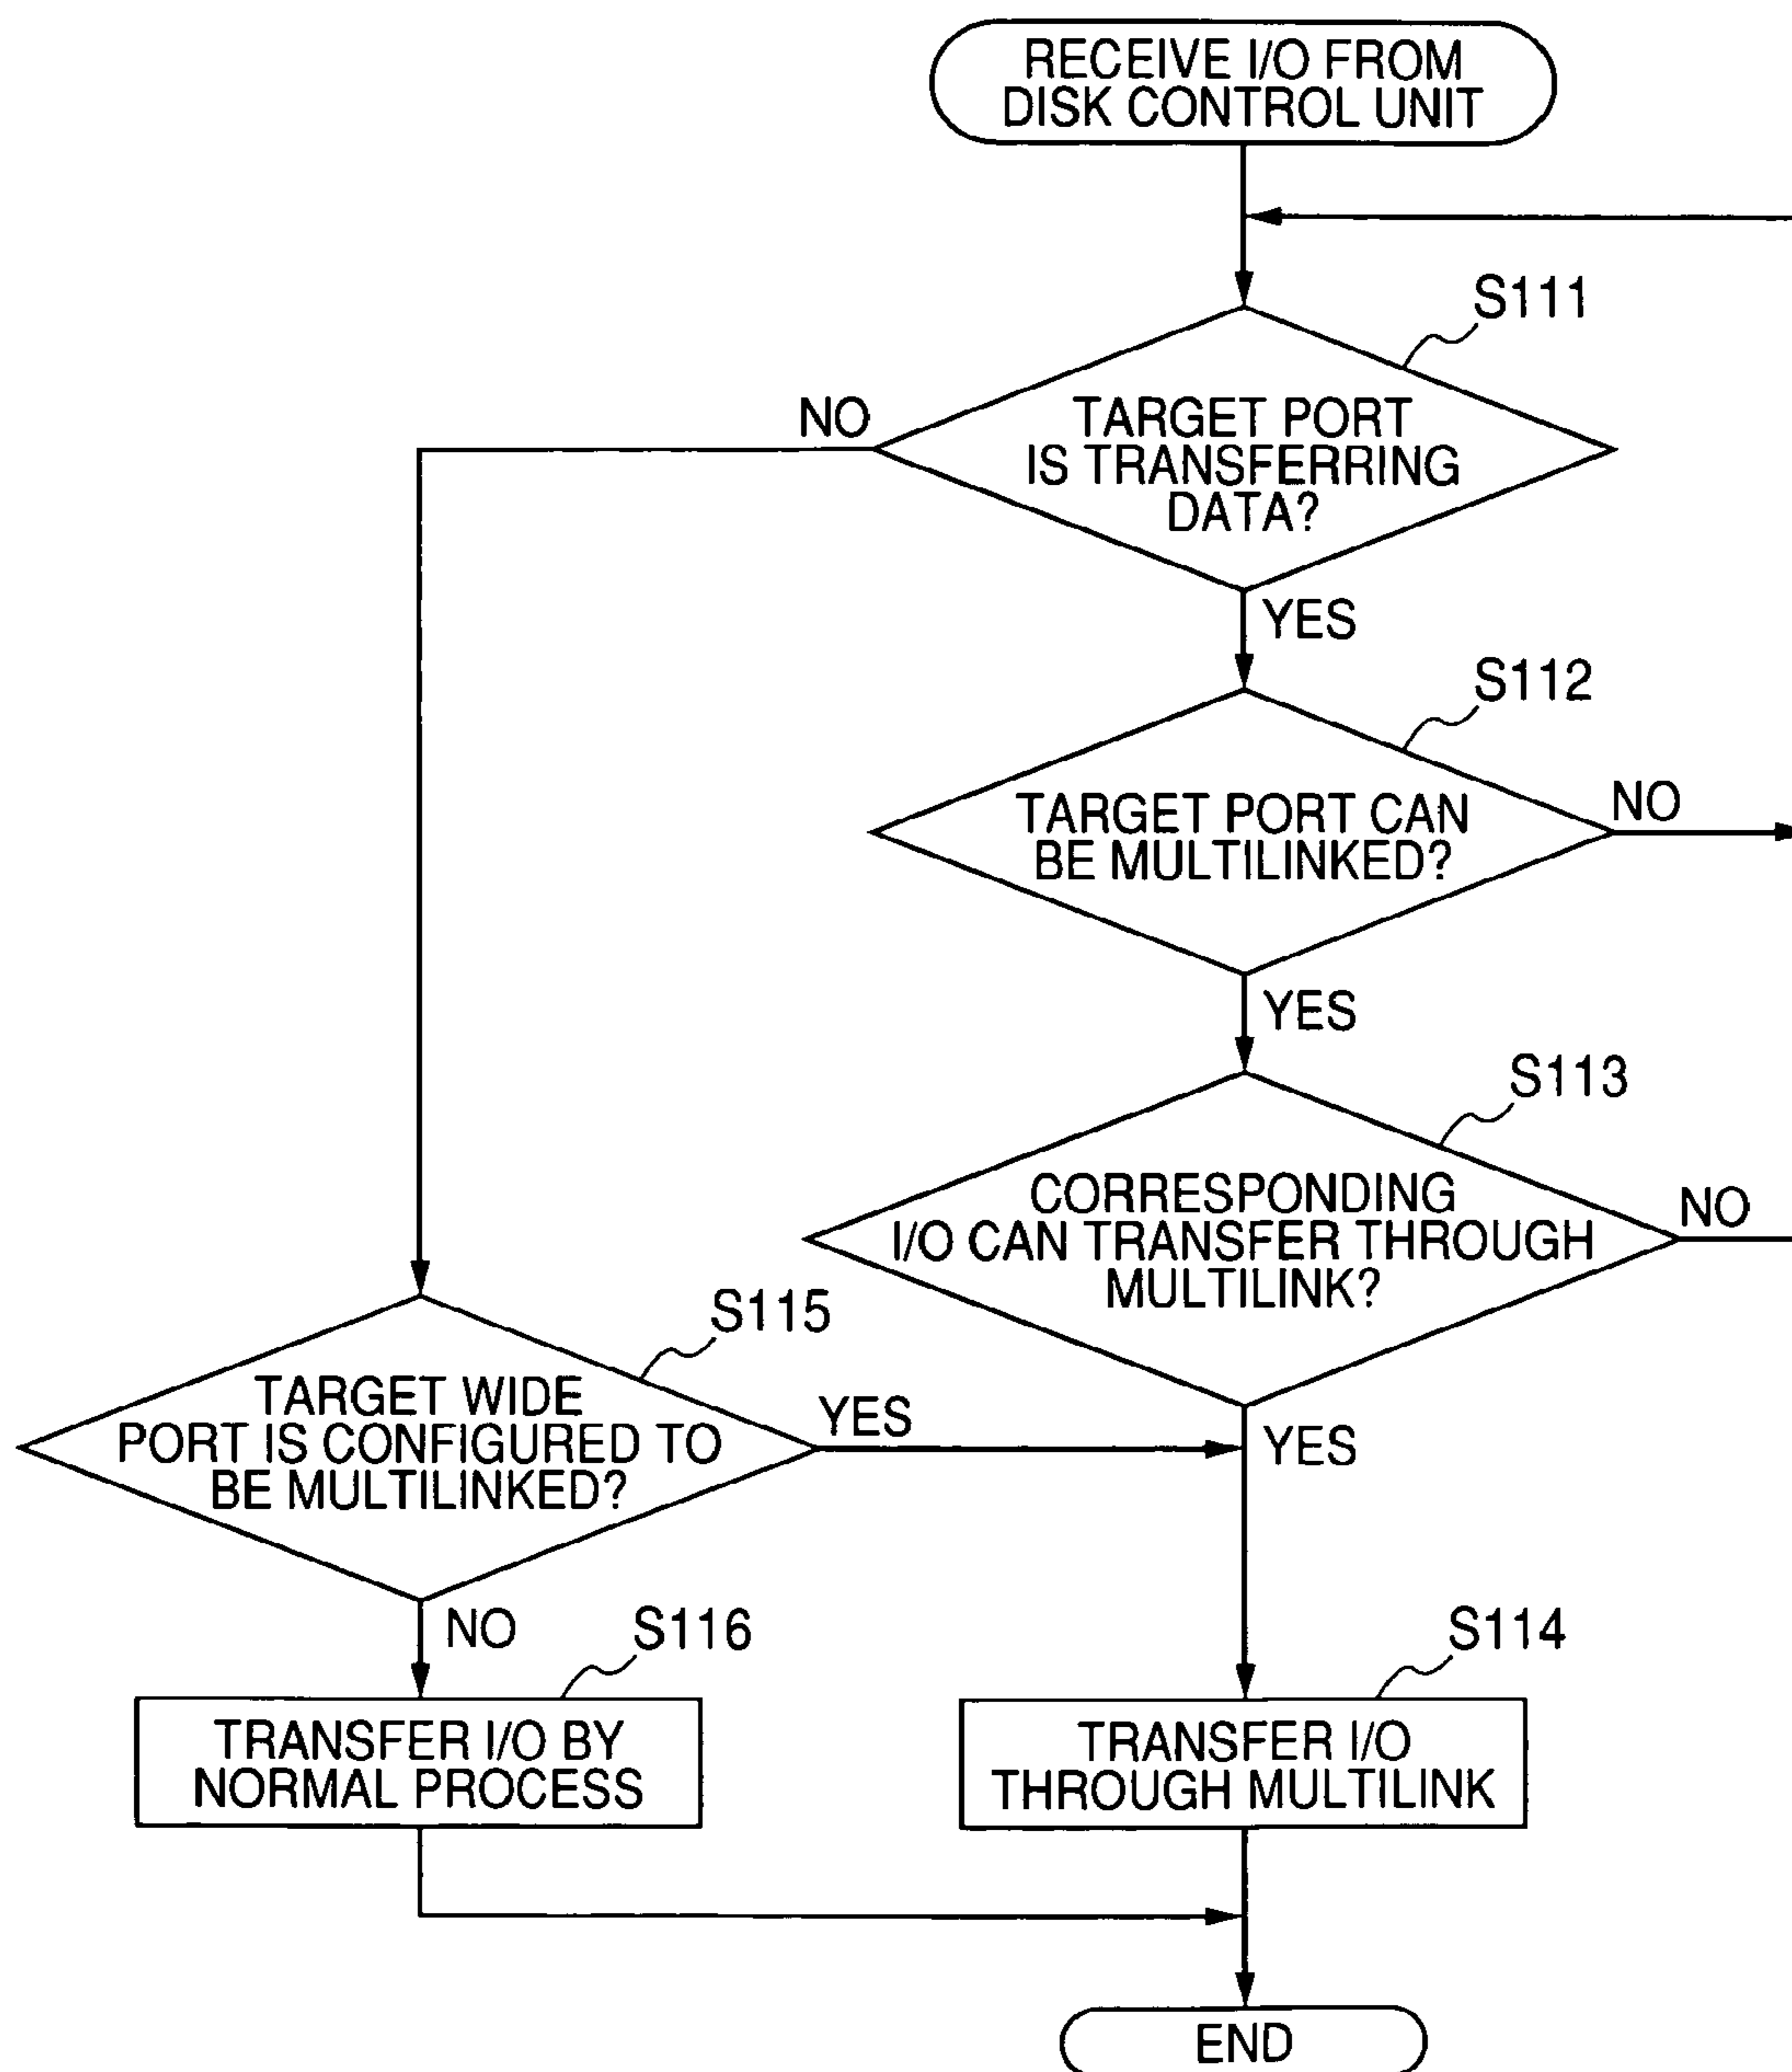 RECEIVE I/O FROM
DISK CONTROL UNIT
S111
NO
TARGET PORT
IS TRANSFERRING
DATA?
YES
S112
TARGET PORT CAN
BE MULTILINKED?
NO
YES
S113
CORRESPONDING
I/O CAN TRANSFER THROUGH
MULTILINK?
NO
S115
TARGET WIDE
PORT IS CONFIGURED TO
BE MULTILINKED?
YES
YES
NO
S116
S114
TRANSFER I/O BY
NORMAL PROCESS
TRANSFER I/O
THROUGH MULTILINK
END